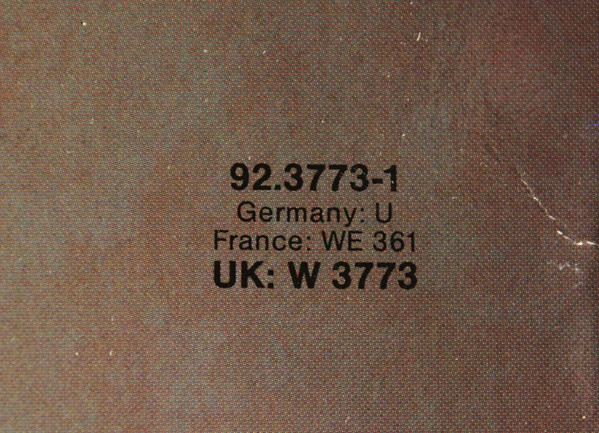 92.3773-1
Germany: U
France: WE 361
UK: W 3773